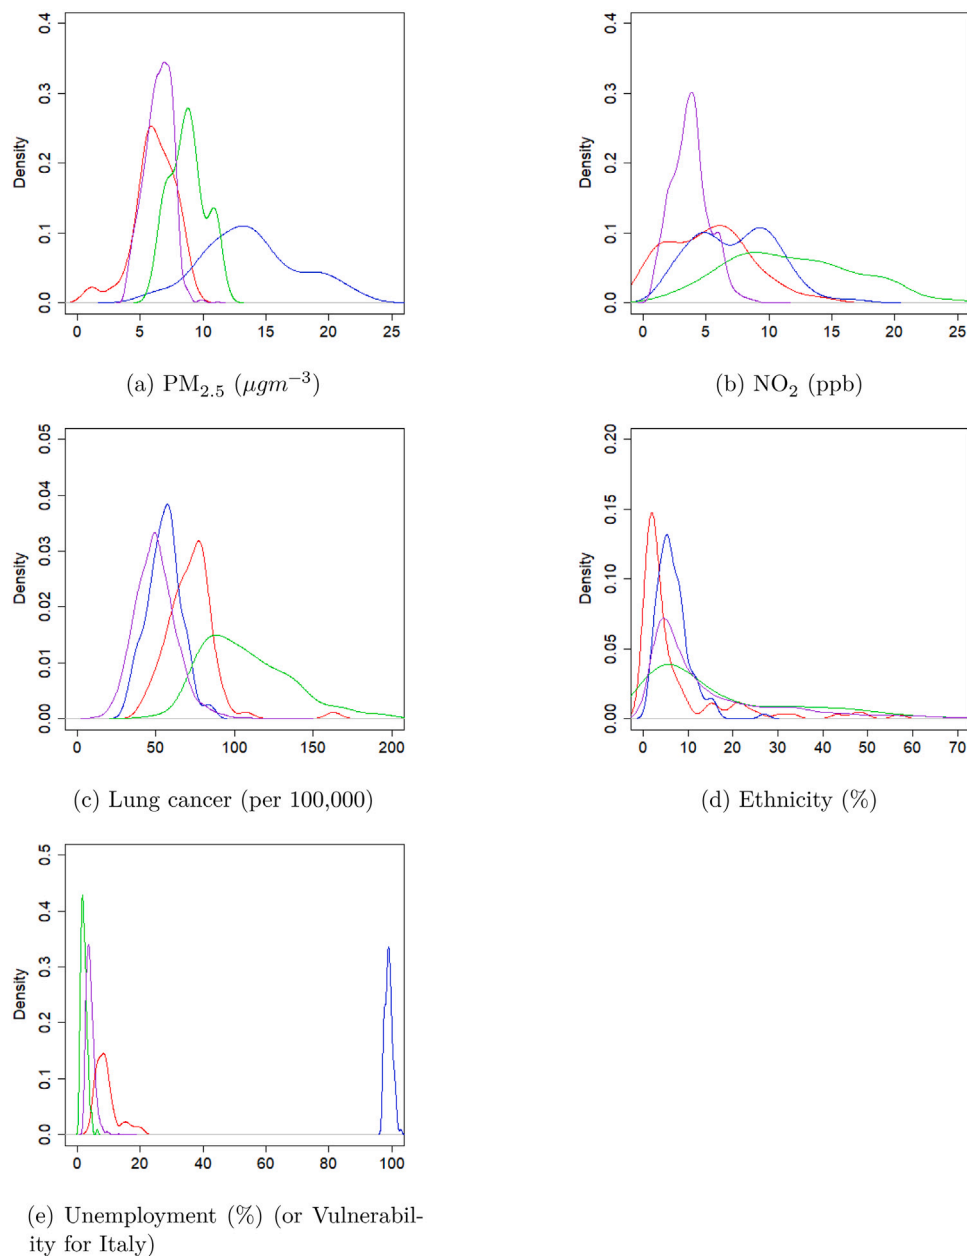 0.4
0.3
0.2
0.1
0.0
Density
0 5 10 15 20 25
(a) PM2.5 (μgm−3)
0.4
0.3
0.2
0.1
0.0
Density
0 5 10 15 20 25
(b) NO2 (ppb)
0.05
0.04
0.03
0.02
0.01
0.00
Density
0 50 100 150 200
(c) Lung cancer (per 100,000)
0.20
0.15
0.10
0.05
0.00
Density
0 10 20 30 40 50 60 70
(d) Ethnicity (%)
0.5
0.4
0.3
0.2
0.1
0.0
Density
0 20 40 60 80 100
(e) Unemployment (%) (or Vulnerabil-
ity for Italy)